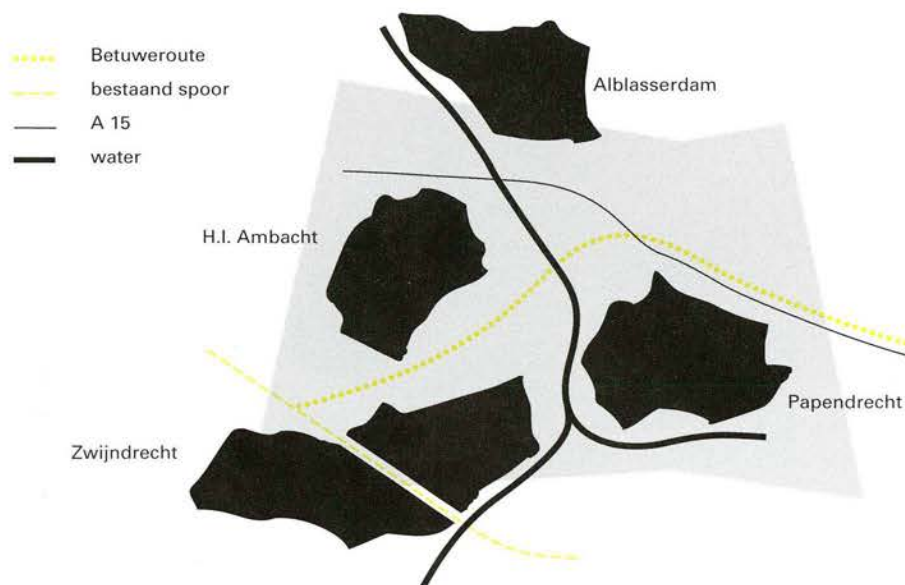 Betuweroute
bestaand spoor
A 15
water
Alblasserdam
H.I. Ambacht
Papendrecht
Zwijndrecht